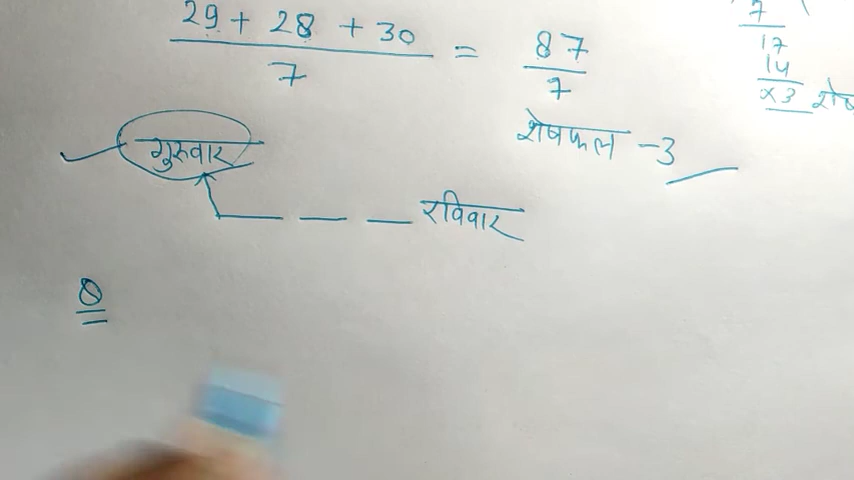 29 + 28 + 30 = 87
7 7
7
17
14
×3 शेष
शेषफल -3
गुरुवार
रविवार
Q